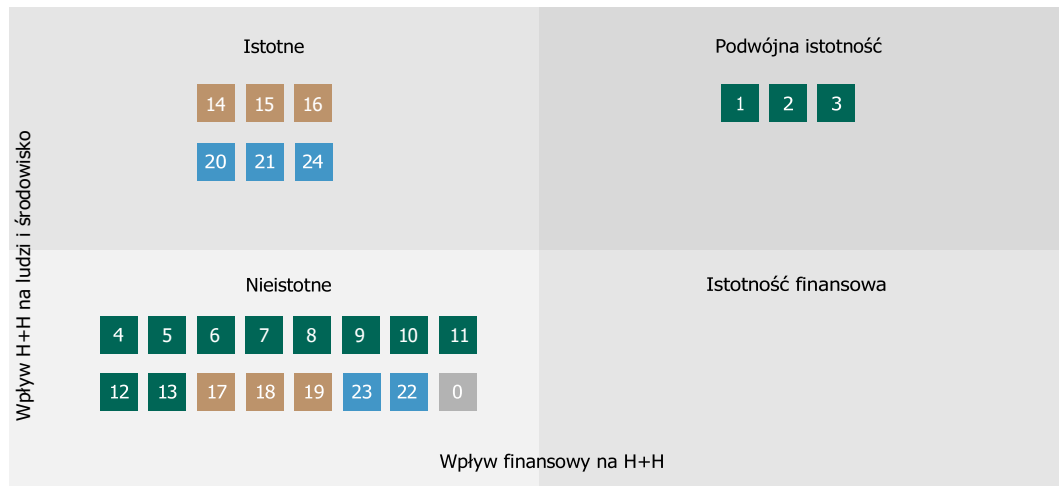 Istotne
14 15 16
20 21 24
Podwójna istotność
1 2 3
Wpływ H+H na ludzi i środowisko
Nieistotne
4 5 6 7 8 9 10 11
12 13 17 18 19 23 22 0
Istotność finansowa
Wpływ finansowy na H+H